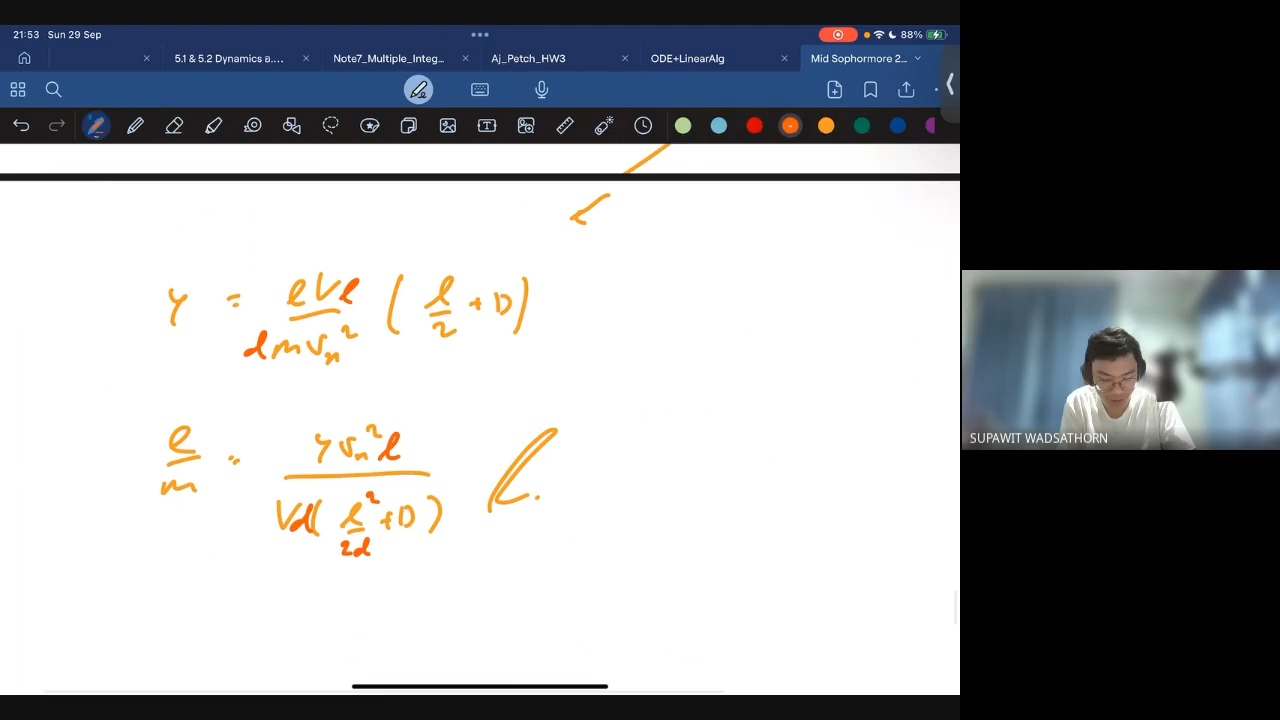 21:53 Sun 29 Sep
88%
5.1 & 5.2 Dynamics a....
Note7_Multiple_Integ...
Aj_Petch_HW3
ODE+LinearAlg
Mid Sophormore 2...
y = eVl / dmvₓ² ( l/2 + D )
e/m = yvₓ²l / Vd( l²/2d + D )
SUPAWIT WADSATHORN